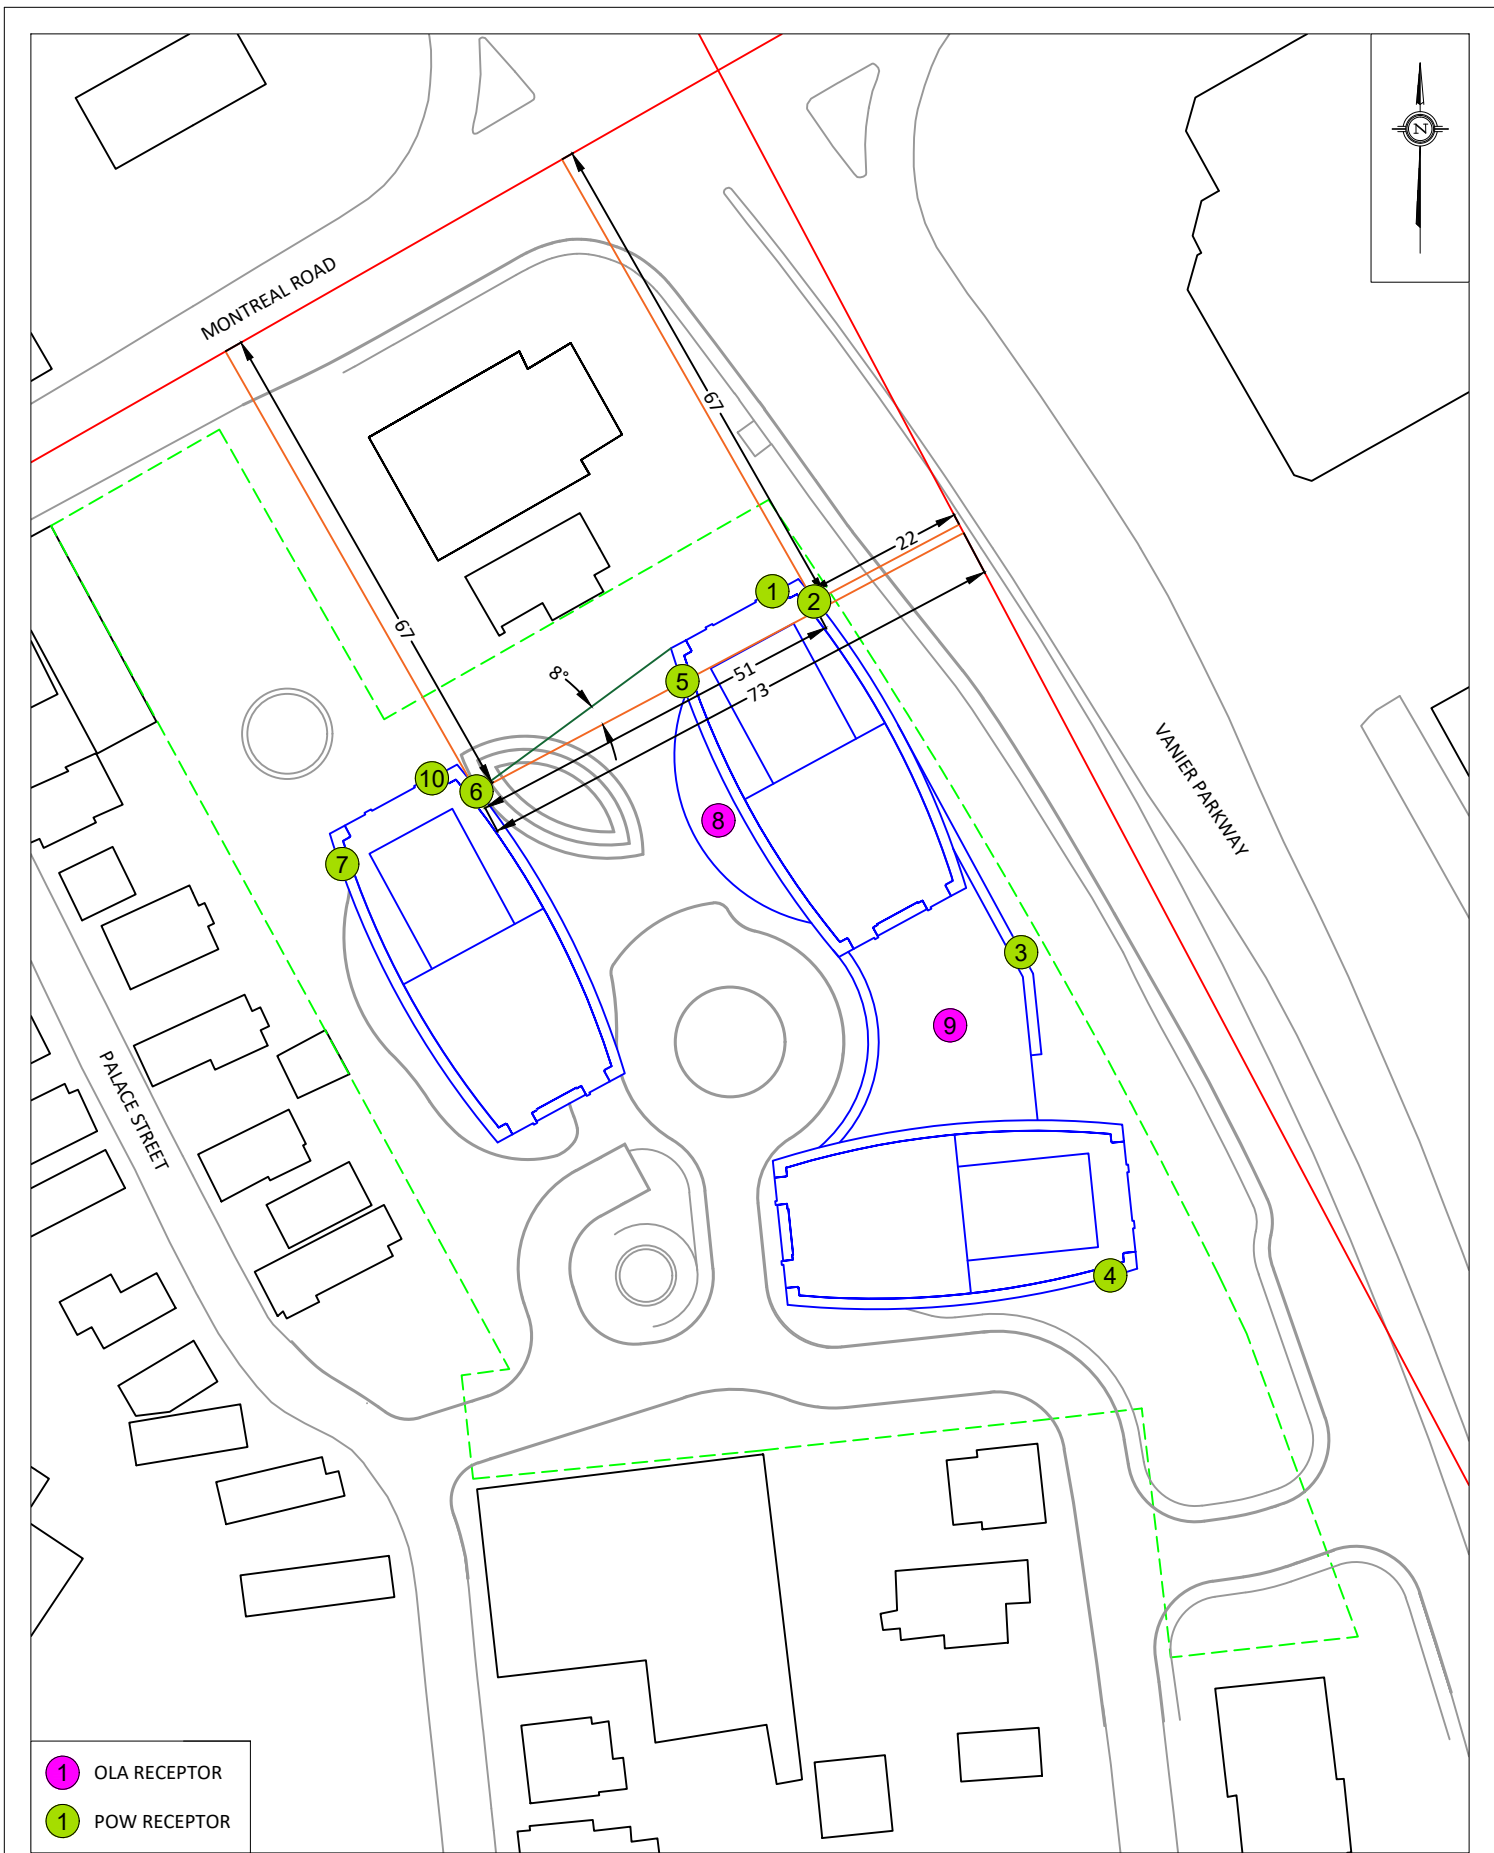 N
MONTREAL ROAD
67
67
22
1
2
8°
5
51
73
10
6
VANIER PARKWAY
8
7
3
9
PALACE STREET
4
1 OLA RECEPTOR
1 POW RECEPTOR